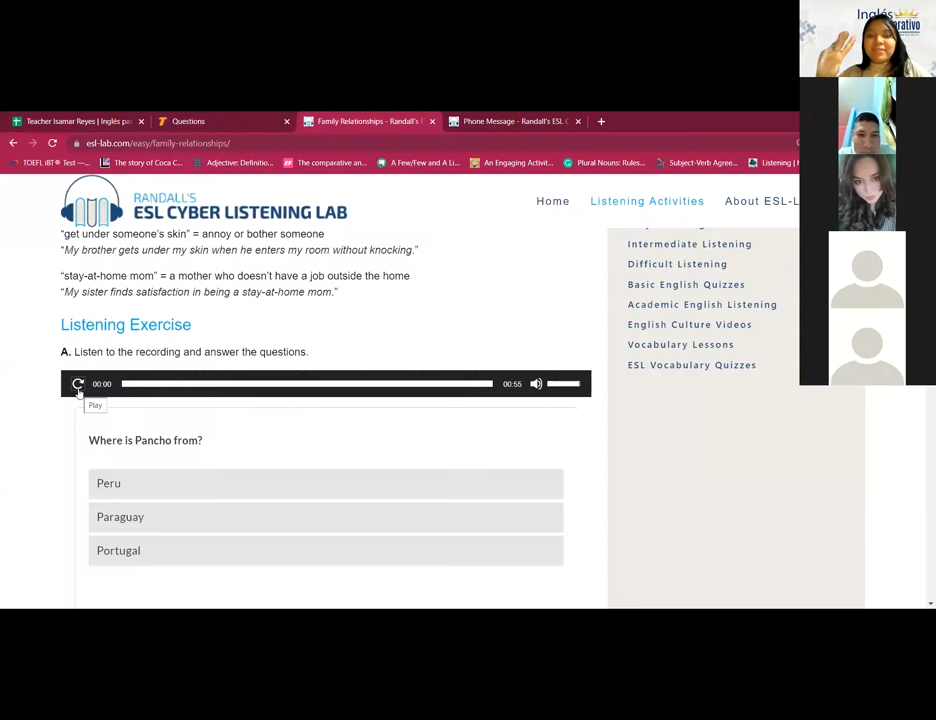 Inglés
Teacher Isamar Reyes | Inglés pa
Questions
Family Relationships - Randall's E
Phone Message - Randall's ESL C
esl-lab.com/easy/family-relationships/
TOEFL iBT® Test —...
The story of Coca C...
Adjective: Definitio...
The comparative an...
A Few/Few and A Li...
An Engaging Activit...
Plural Nouns: Rules...
Subject-Verb Agree...
Listening |
RANDALL'S
ESL CYBER LISTENING LAB
Home
Listening Activities
About ESL-L
"get under someone's skin" = annoy or bother someone
"My brother gets under my skin when he enters my room without knocking."
"stay-at-home mom" = a mother who doesn't have a job outside the home
"My sister finds satisfaction in being a stay-at-home mom."
Listening Exercise
A. Listen to the recording and answer the questions.
00:00
00:55
Play
Where is Pancho from?
Peru
Paraguay
Portugal
Intermediate Listening
Difficult Listening
Basic English Quizzes
Academic English Listening
English Culture Videos
Vocabulary Lessons
ESL Vocabulary Quizzes